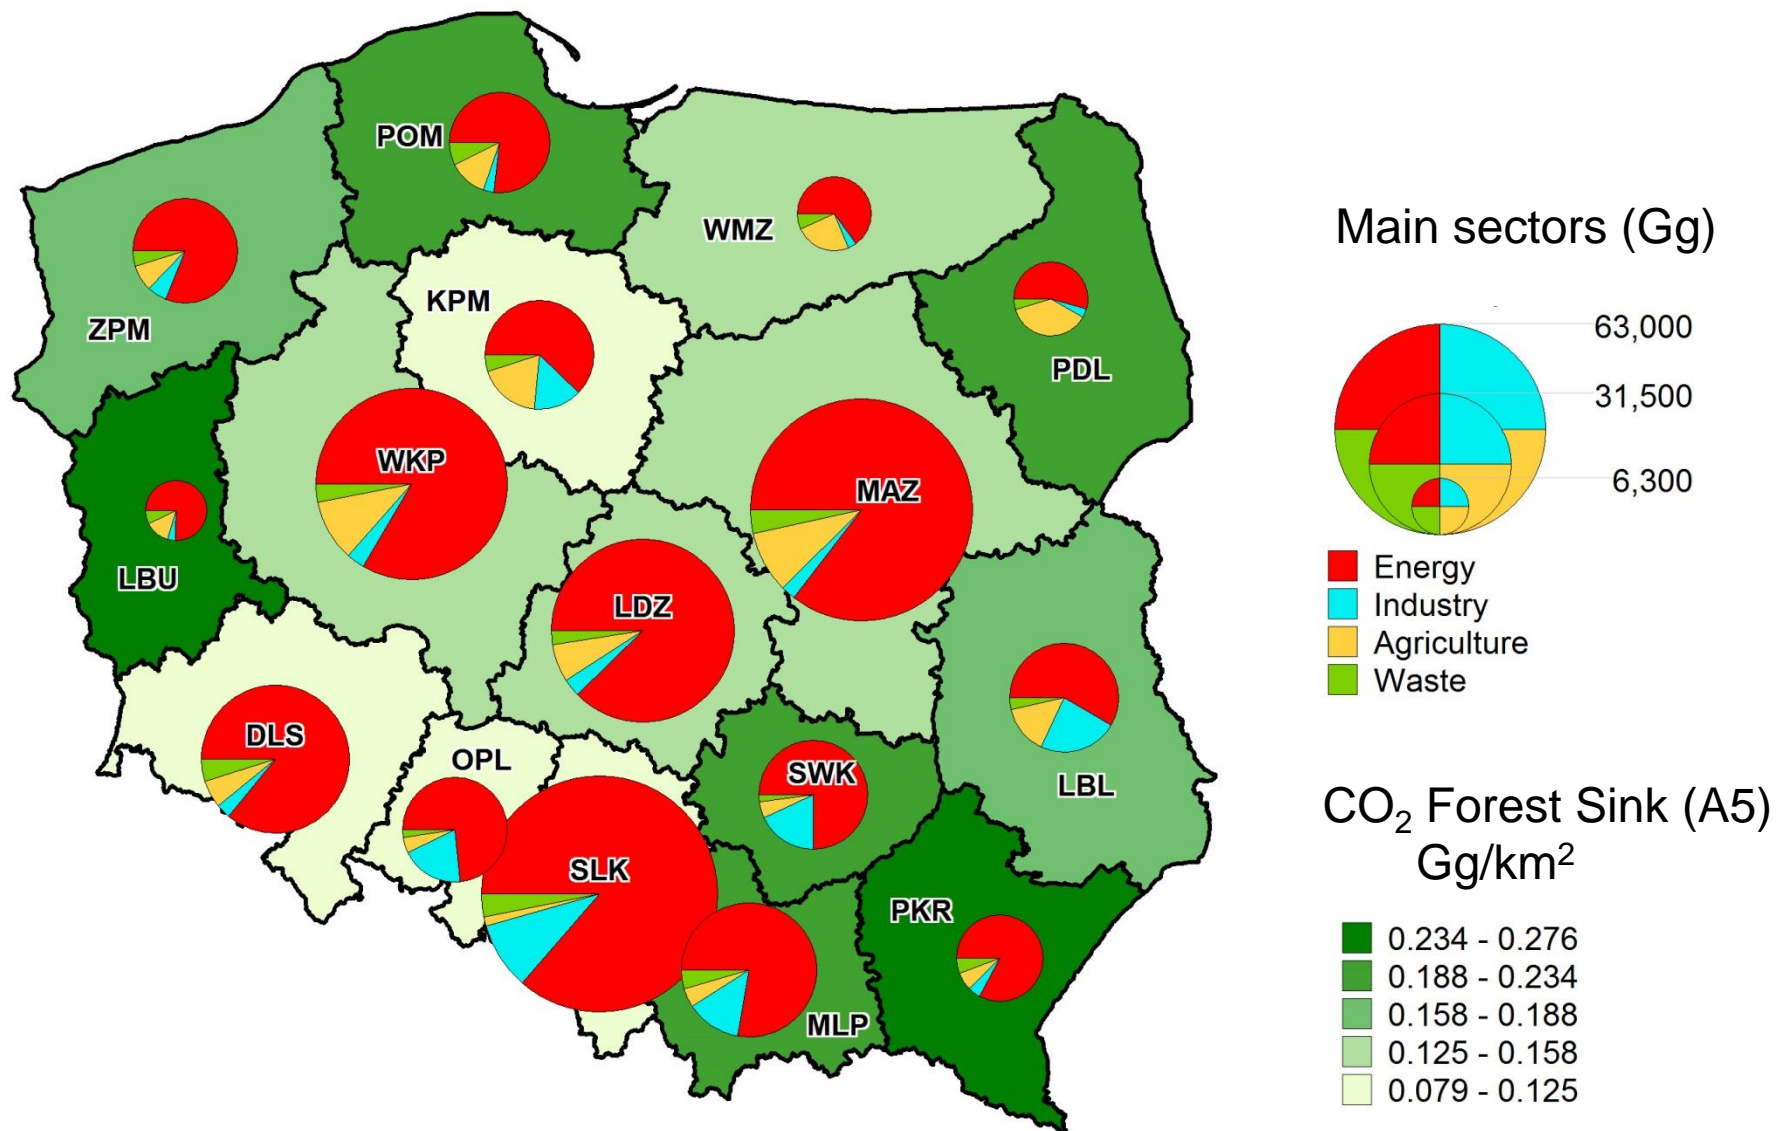 POM
WMZ
KPM
ZPM
PDL
WKP
MAZ
LBU
LDZ
DLS
OPL
SWK
LBL
SLK
PKR
MLP
Main sectors (Gg)
63,000
31,500
6,300
Energy
Industry
Agriculture
Waste
CO₂ Forest Sink (A5)
Gg/km²
0.234 - 0.276
0.188 - 0.234
0.158 - 0.188
0.125 - 0.158
0.079 - 0.125